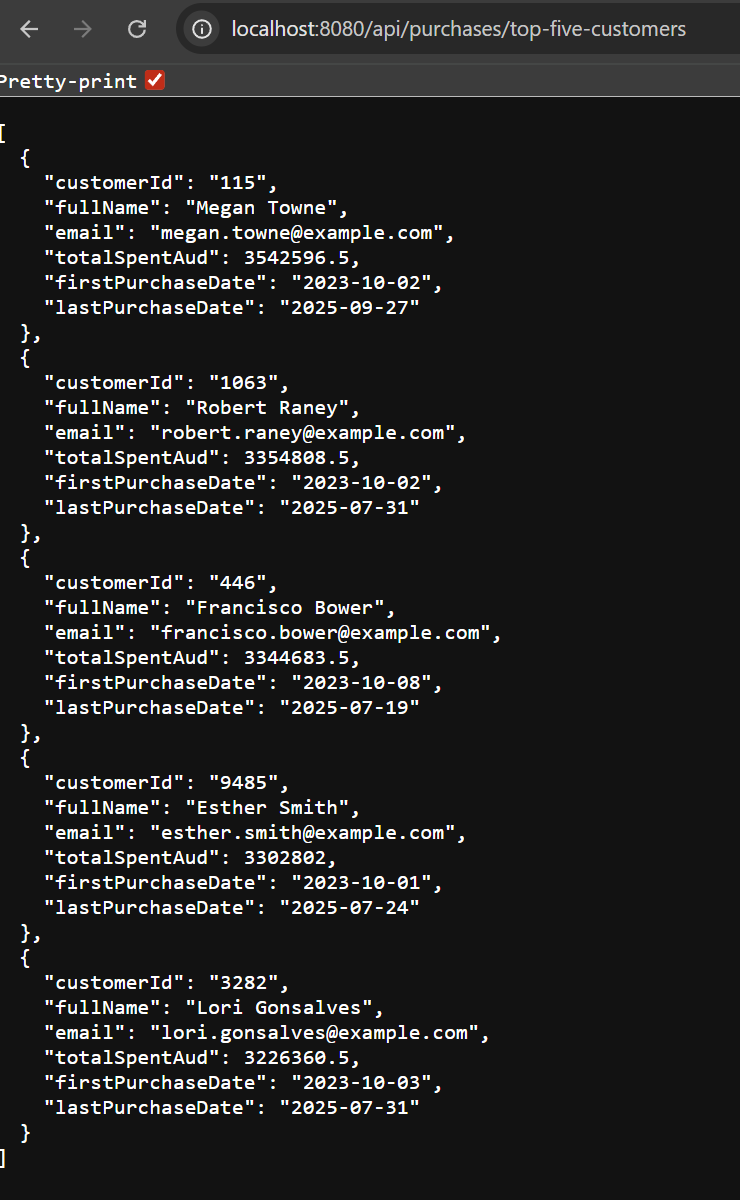 localhost:8080/api/purchases/top-five-customers
Pretty-print
[
  {
    "customerId": "115",
    "fullName": "Megan Towne",
    "email": "megan.towne@example.com",
    "totalSpentAud": 3542596.5,
    "firstPurchaseDate": "2023-10-02",
    "lastPurchaseDate": "2025-09-27"
  },
  {
    "customerId": "1063",
    "fullName": "Robert Raney",
    "email": "robert.raney@example.com",
    "totalSpentAud": 3354808.5,
    "firstPurchaseDate": "2023-10-02",
    "lastPurchaseDate": "2025-07-31"
  },
  {
    "customerId": "446",
    "fullName": "Francisco Bower",
    "email": "francisco.bower@example.com",
    "totalSpentAud": 3344683.5,
    "firstPurchaseDate": "2023-10-08",
    "lastPurchaseDate": "2025-07-19"
  },
  {
    "customerId": "9485",
    "fullName": "Esther Smith",
    "email": "esther.smith@example.com",
    "totalSpentAud": 3302802,
    "firstPurchaseDate": "2023-10-01",
    "lastPurchaseDate": "2025-07-24"
  },
  {
    "customerId": "3282",
    "fullName": "Lori Gonsalves",
    "email": "lori.gonsalves@example.com",
    "totalSpentAud": 3226360.5,
    "firstPurchaseDate": "2023-10-03",
    "lastPurchaseDate": "2025-07-31"
  }
]